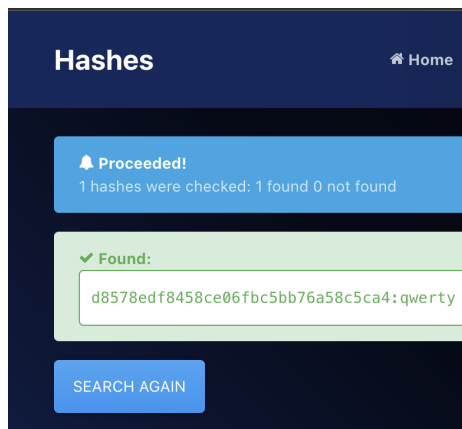 Hashes
Home
Proceeded!
1 hashes were checked: 1 found 0 not found
Found:
d8578edf8458ce06fbc5bb76a58c5ca4:qwerty
SEARCH AGAIN